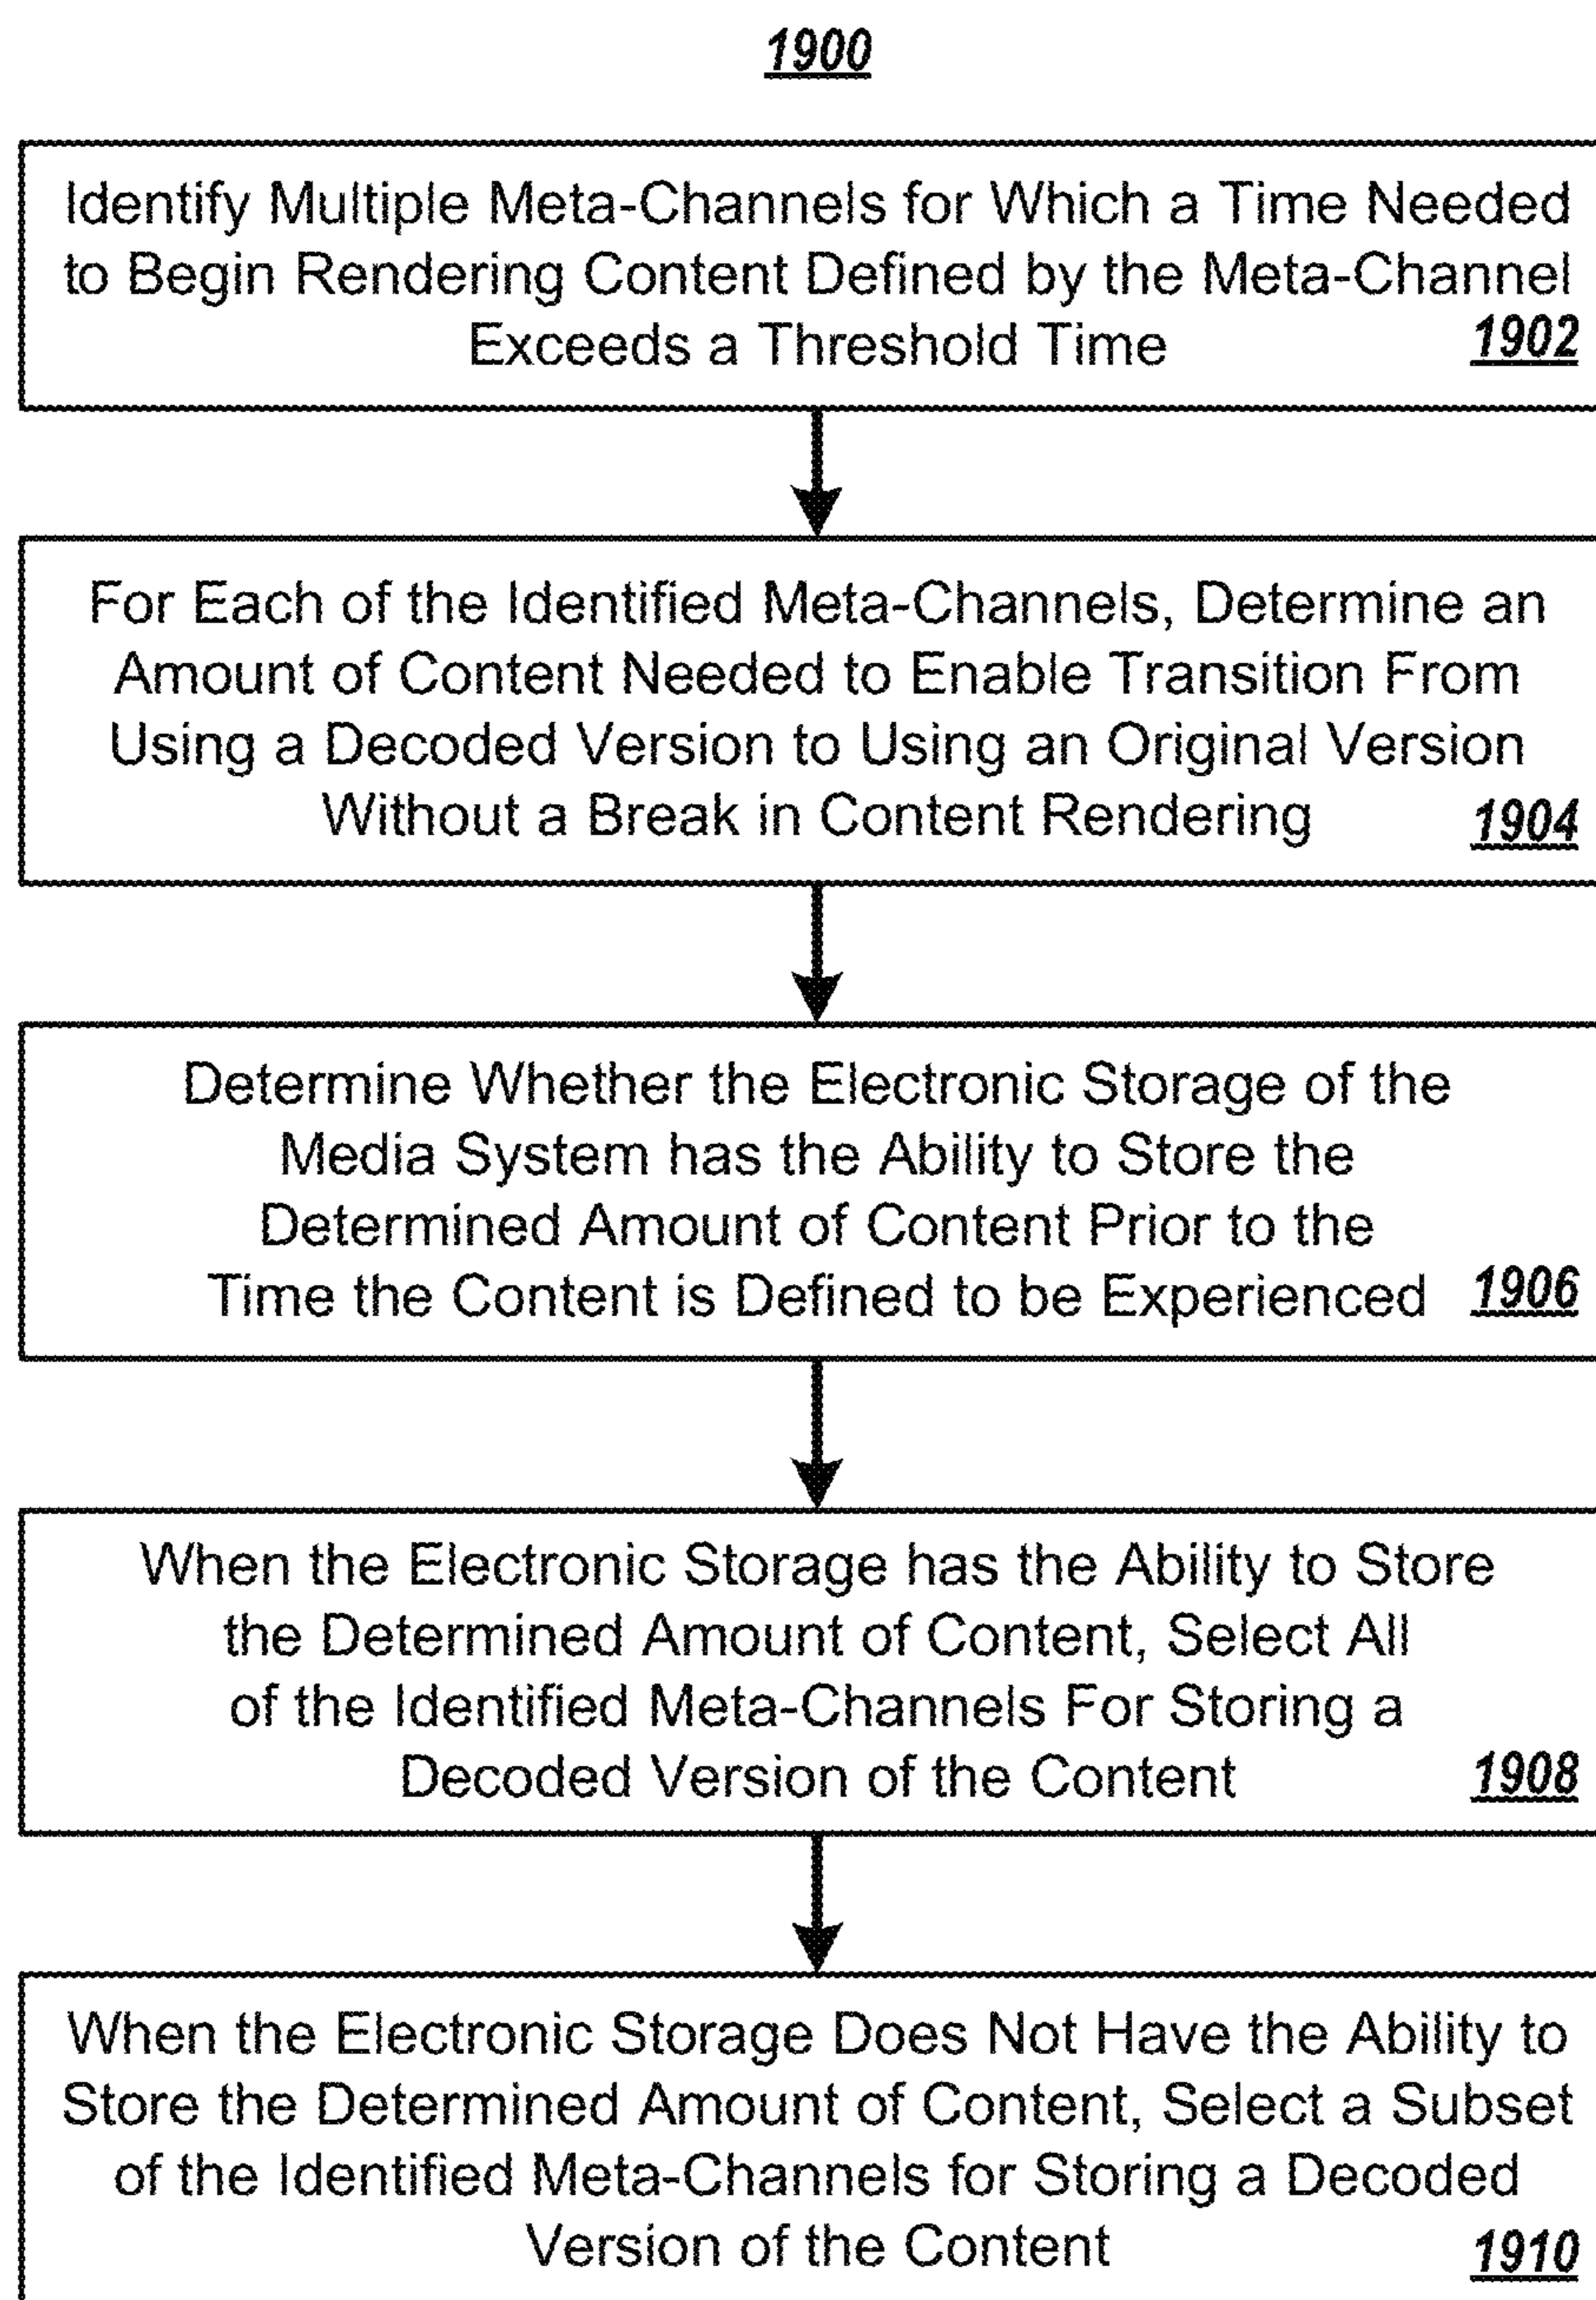 1900
Identify Multiple Meta-Channels for Which a Time Needed
to Begin Rendering Content Defined by the Meta-Channel
Exceeds a Threshold Time 1902
For Each of the Identified Meta-Channels, Determine an
Amount of Content Needed to Enable Transition From
Using a Decoded Version to Using an Original Version
Without a Break in Content Rendering 1904
Determine Whether the Electronic Storage of the
Media System has the Ability to Store the
Determined Amount of Content Prior to the
Time the Content is Defined to be Experienced 1906
When the Electronic Storage has the Ability to Store
the Determined Amount of Content, Select All
of the Identified Meta-Channels For Storing a
Decoded Version of the Content 1908
When the Electronic Storage Does Not Have the Ability to
Store the Determined Amount of Content, Select a Subset
of the Identified Meta-Channels for Storing a Decoded
Version of the Content 1910